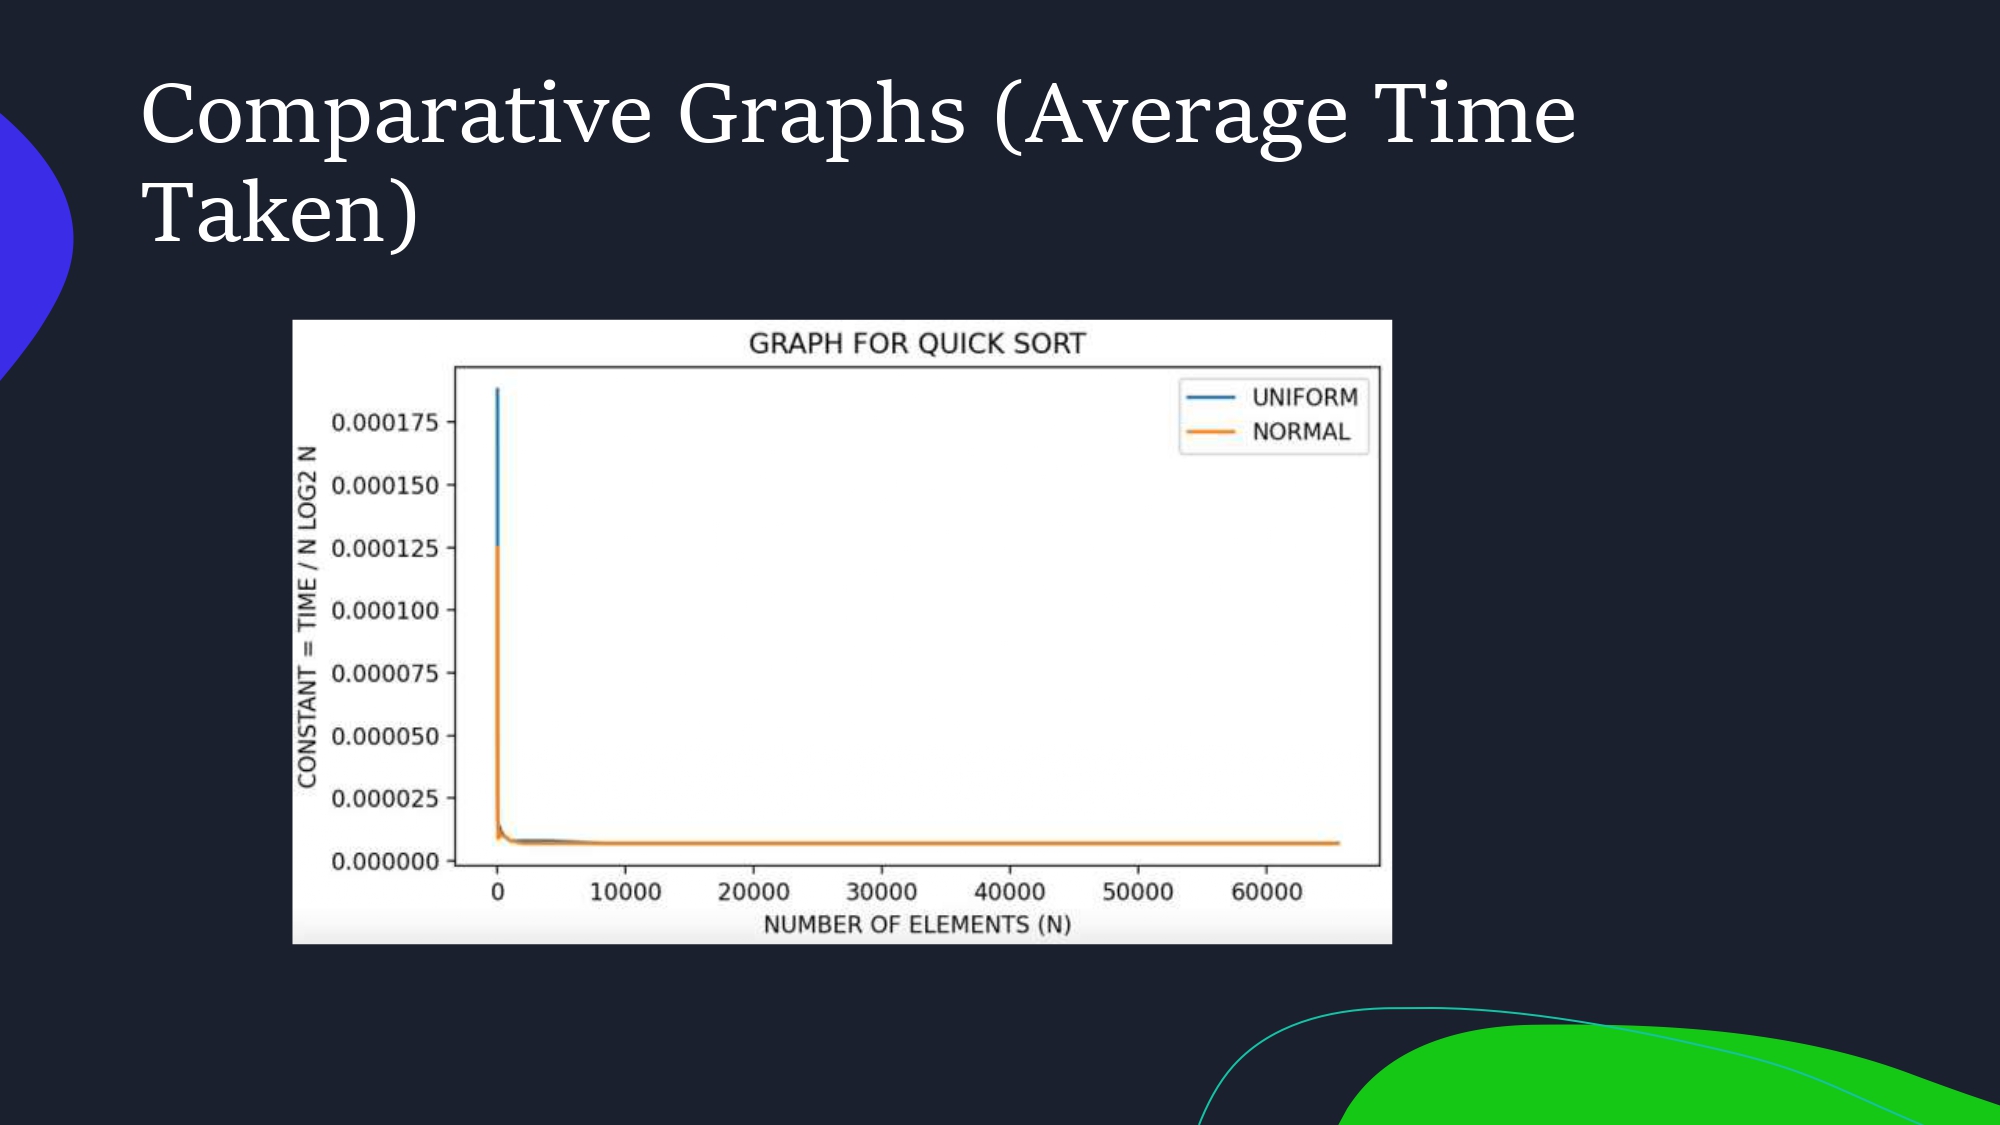 Comparative Graphs (Average Time
Taken)
GRAPH FOR QUICK SORT
UNIFORM
NORMAL
CONSTANT = TIME / N LOG2 N
0.000175
0.000150
0.000125
0.000100
0.000075
0.000050
0.000025
0.000000
0 10000 20000 30000 40000 50000 60000
NUMBER OF ELEMENTS (N)